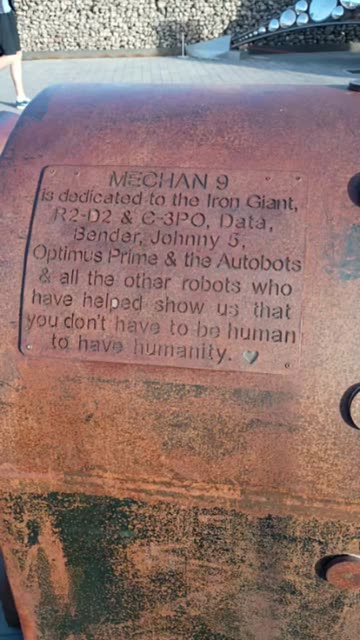 MECHAN 9
is dedicated to the Iron Giant,
R2-D2 & C-3PO, Data,
Bender, Johnny 5,
Optimus Prime & the Autobots
& all the other robots who
have helped show us that
you don't have to be human
to have humanity. ♥